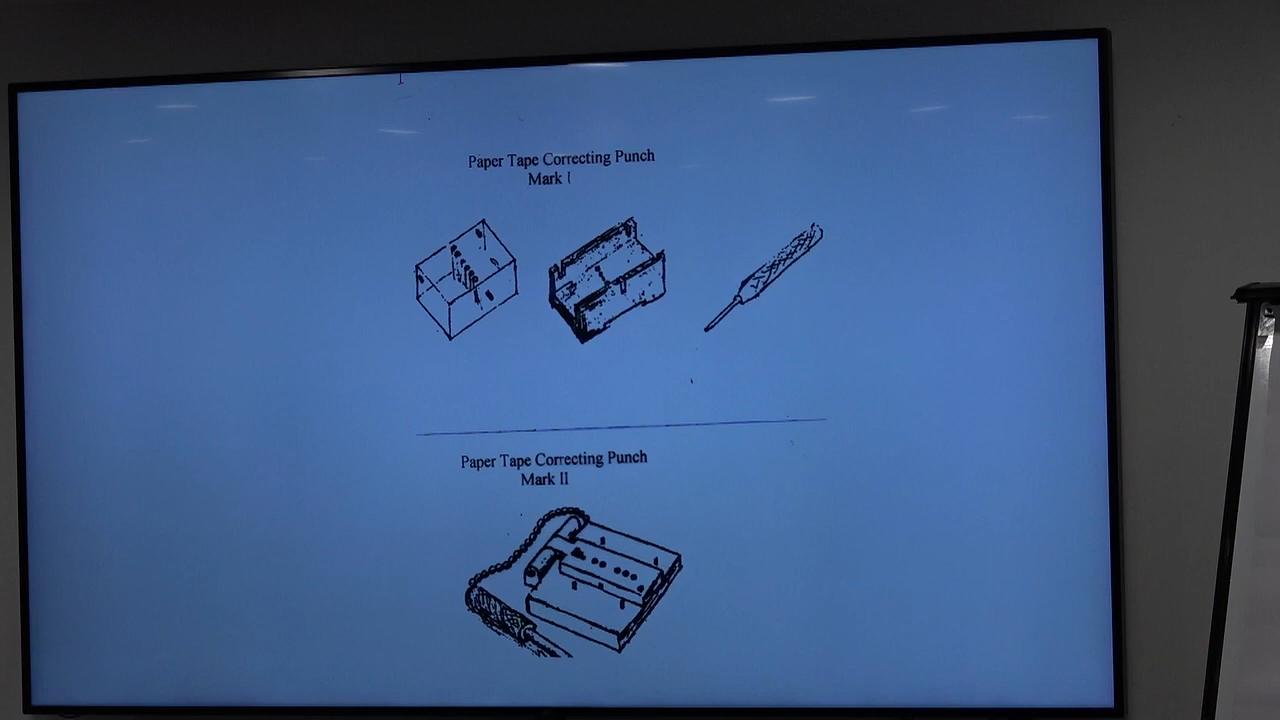 Paper Tape Correcting Punch
Mark I
Paper Tape Correcting Punch
Mark II